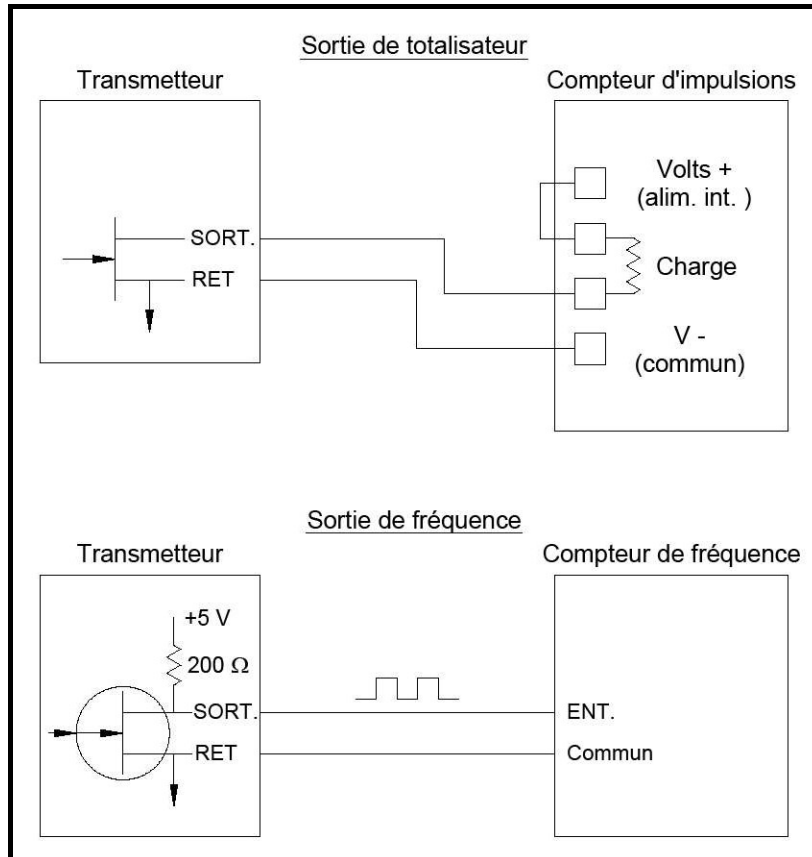 Sortie de totalisateur
Transmetteur
Compteur d'impulsions
Volts +
(alim. int. )
SORT.
Charge
RET
V -
(commun)
Sortie de fréquence
Transmetteur
Compteur de fréquence
+5 V
200 Ω
SORT.
ENT.
RET
Commun